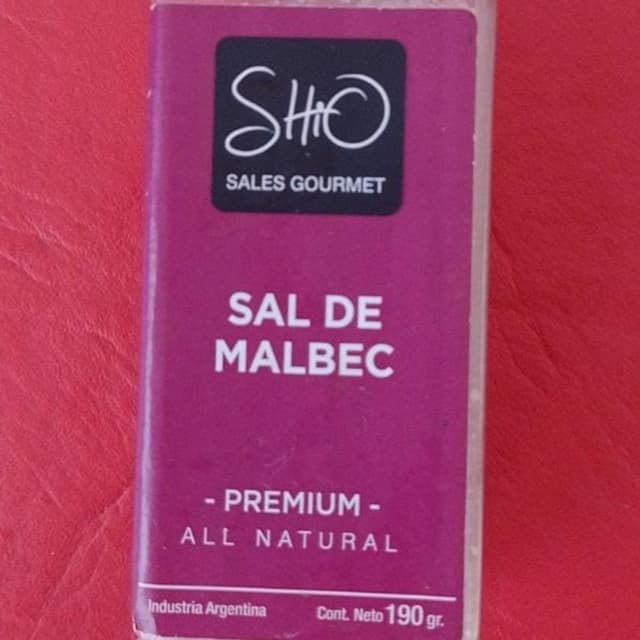 SHiO
SALES GOURMET
SAL DE
MALBEC
- PREMIUM -
ALL NATURAL
Industria Argentina Cont. Neto 190 gr.